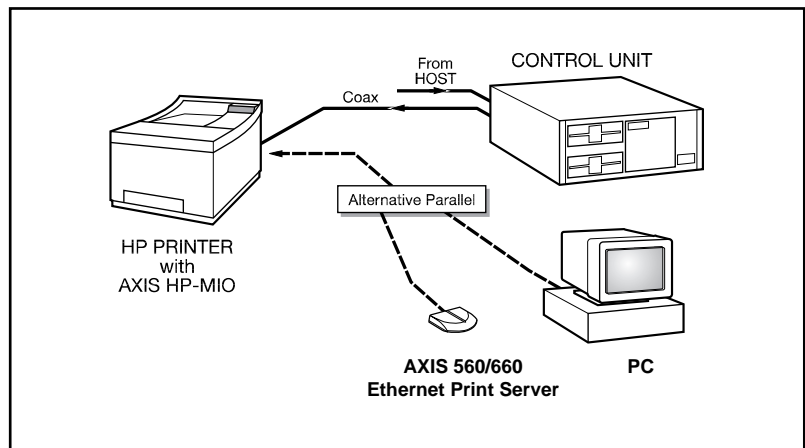 From
HOST
CONTROL UNIT
Coax
Alternative Parallel
HP PRINTER
with
AXIS HP-MIO
AXIS 560/660
Ethernet Print Server
PC